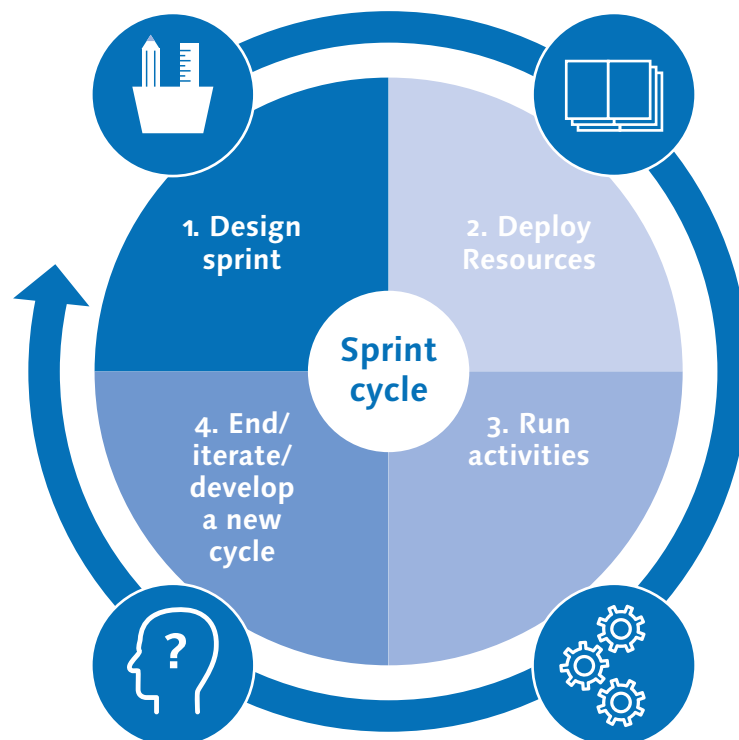 1. Design
sprint
2. Deploy
Resources
Sprint
cycle
3. Run
activities
4. End/
iterate/
develop
a new
cycle
?